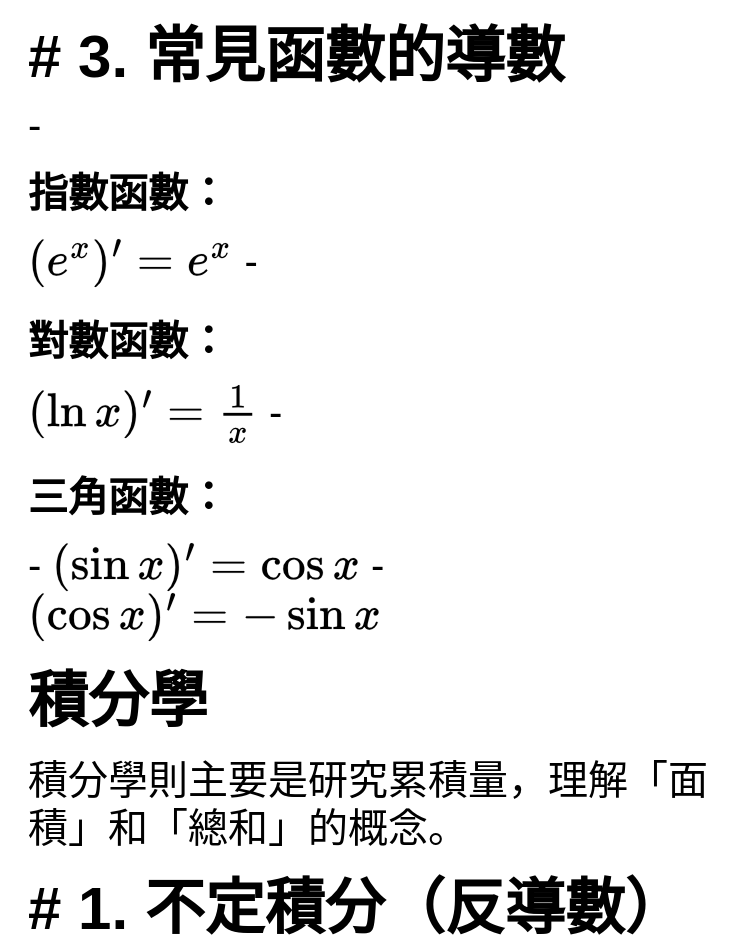 # 3. 常見函數的導數
-
指數函數：
(eˣ)′ = eˣ -
對數函數：
(ln x)′ = 1/x -
三角函數：
- (sin x)′ = cos x -
(cos x)′ = − sin x
積分學
積分學則主要是研究累積量，理解「面
積」和「總和」的概念。
# 1. 不定積分（反導數）